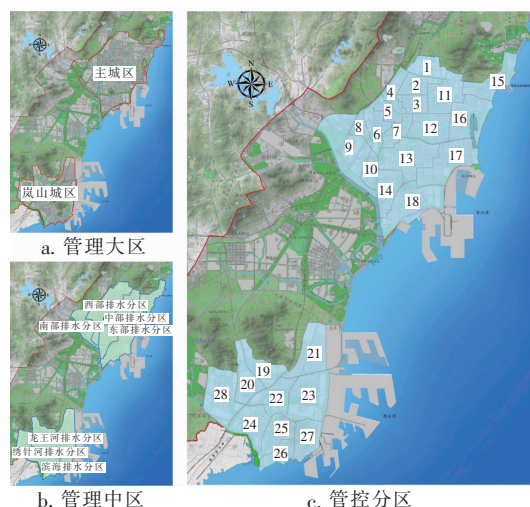 主城区
岚山城区
a. 管理大区
西部排水分区
中部排水分区
南部排水分区
东部排水分区
龙王河排水分区
绣针河排水分区
滨海排水分区
b. 管理中区
N
W
E
S
1
2
3
4
5
6
7
8
9
10
11
12
13
14
15
16
17
18
19
20
21
22
23
24
25
26
27
28
c. 管控分区